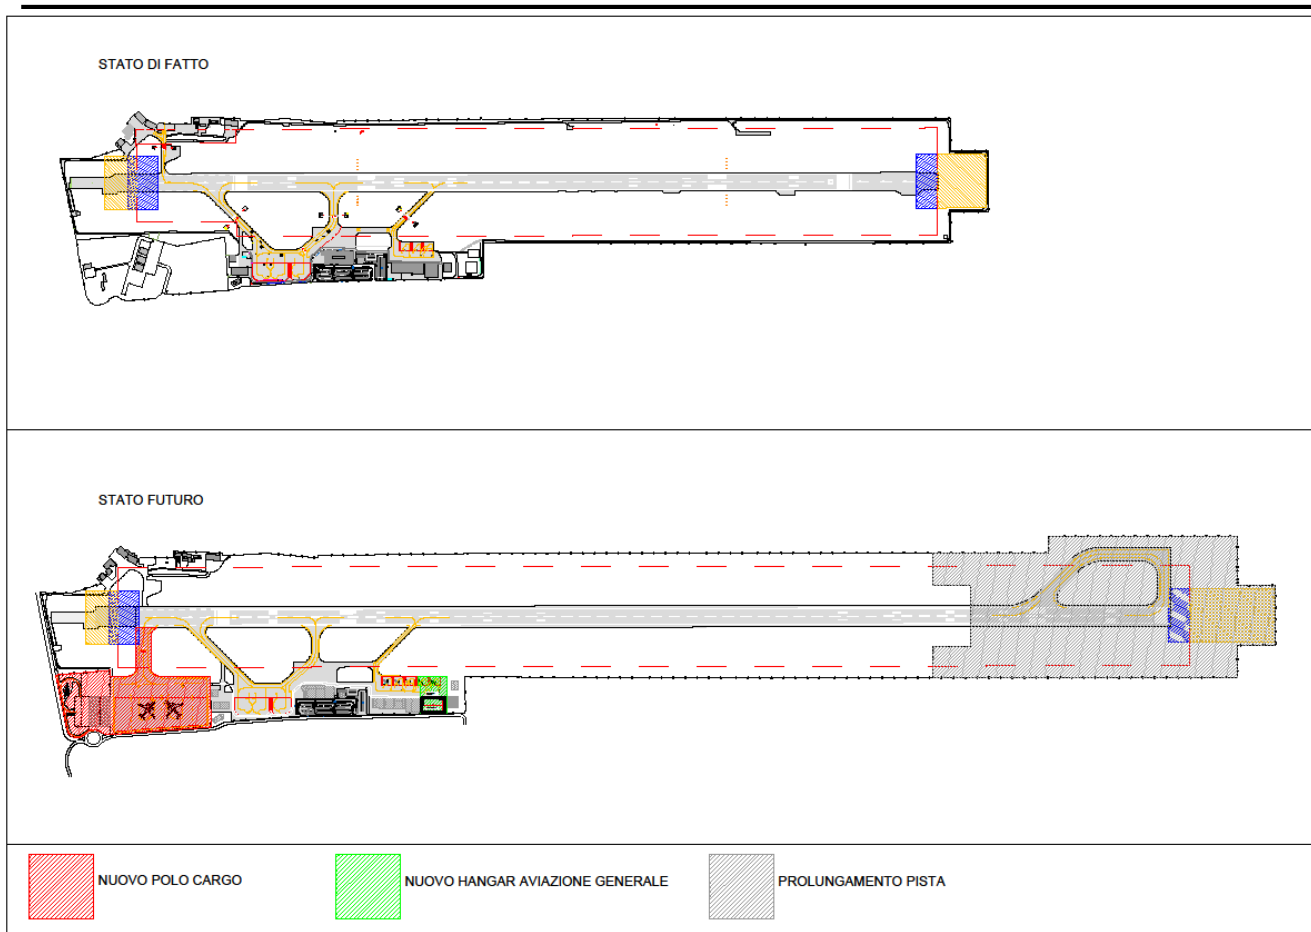 STATO DI FATTO
STATO FUTURO
NUOVO POLO CARGO
NUOVO HANGAR AVIAZIONE GENERALE
PROLUNGAMENTO PISTA